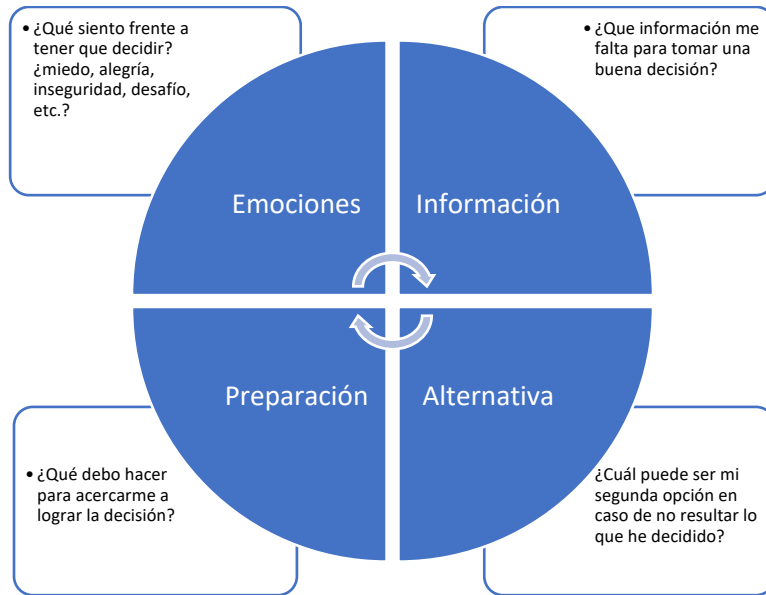 • ¿Qué siento frente a
tener que decidir?
¿miedo, alegría,
inseguridad, desafío,
etc.?
• ¿Que información me
falta para tomar una
buena decisión?
Emociones
Información
Preparación
Alternativa
• ¿Qué debo hacer
para acercarme a
lograr la decisión?
¿Cuál puede ser mi
segunda opción en
caso de no resultar lo
que he decidido?